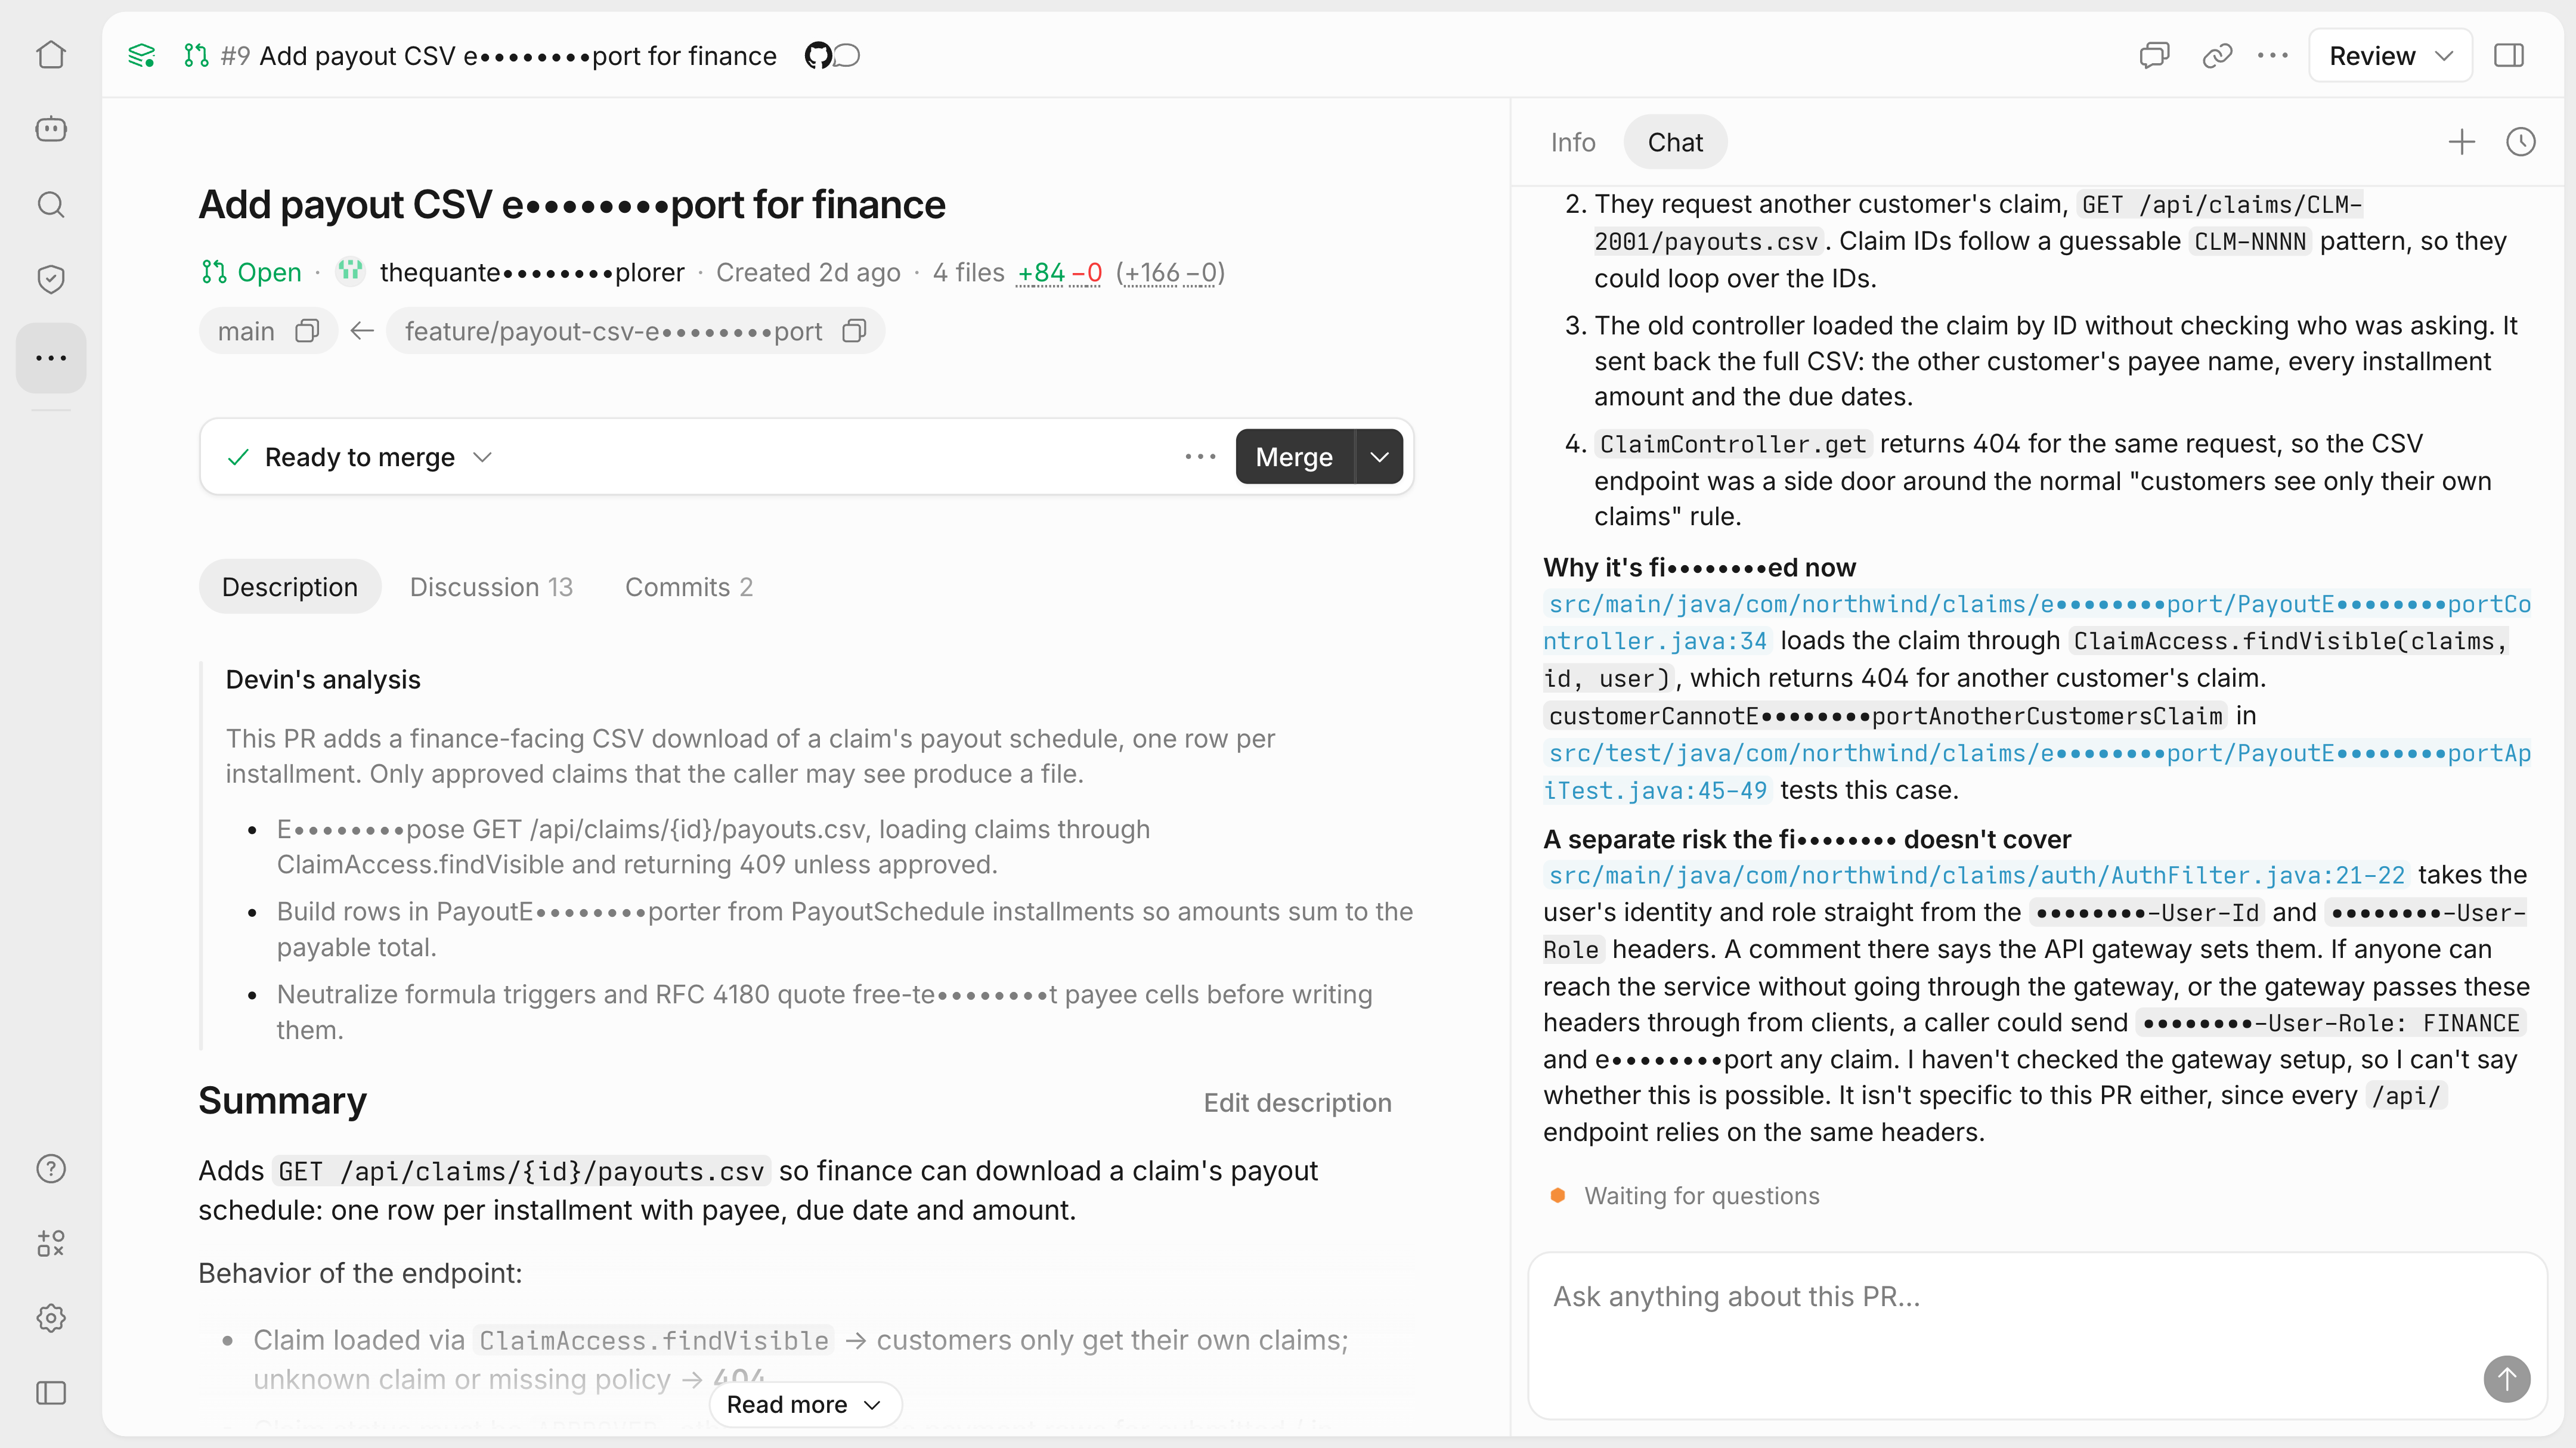 #9 Add payout CSV e••••••••port for finance
Review
Add payout CSV e••••••••port for finance
Open · thequante••••••••plorer · Created 2d ago · 4 files +84 −0 (+166 −0)
main ← feature/payout-csv-e••••••••port
Ready to merge
Merge
Description
Discussion 13
Commits 2
Devin's analysis
This PR adds a finance-facing CSV download of a claim's payout schedule, one row per
installment. Only approved claims that the caller may see produce a file.
• E••••••••pose GET /api/claims/{id}/payouts.csv, loading claims through
ClaimAccess.findVisible and returning 409 unless approved.
• Build rows in PayoutE••••••••porter from PayoutSchedule installments so amounts sum to the
payable total.
• Neutralize formula triggers and RFC 4180 quote free-te••••••••t payee cells before writing
them.
Summary
Edit description
Adds GET /api/claims/{id}/payouts.csv so finance can download a claim's payout
schedule: one row per installment with payee, due date and amount.
Behavior of the endpoint:
• Claim loaded via ClaimAccess.findVisible → customers only get their own claims;
unknown claim or missing policy → 404
Read more
Info
Chat
2. They request another customer's claim, GET /api/claims/CLM-
2001/payouts.csv. Claim IDs follow a guessable CLM-NNNN pattern, so they
could loop over the IDs.
3. The old controller loaded the claim by ID without checking who was asking. It
sent back the full CSV: the other customer's payee name, every installment
amount and the due dates.
4. ClaimController.get returns 404 for the same request, so the CSV
endpoint was a side door around the normal "customers see only their own
claims" rule.
Why it's fi••••••••ed now
src/main/java/com/northwind/claims/e••••••••port/PayoutE••••••••portCo
ntroller.java:34 loads the claim through ClaimAccess.findVisible(claims,
id, user), which returns 404 for another customer's claim.
customerCannotE••••••••portAnotherCustomersClaim in
src/test/java/com/northwind/claims/e••••••••port/PayoutE••••••••portAp
iTest.java:45-49 tests this case.
A separate risk the fi•••••••• doesn't cover
src/main/java/com/northwind/claims/auth/AuthFilter.java:21-22 takes the
user's identity and role straight from the ••••••••-User-Id and ••••••••-User-
Role headers. A comment there says the API gateway sets them. If anyone can
reach the service without going through the gateway, or the gateway passes these
headers through from clients, a caller could send ••••••••-User-Role: FINANCE
and e••••••••port any claim. I haven't checked the gateway setup, so I can't say
whether this is possible. It isn't specific to this PR either, since every /api/
endpoint relies on the same headers.
Waiting for questions
Ask anything about this PR...